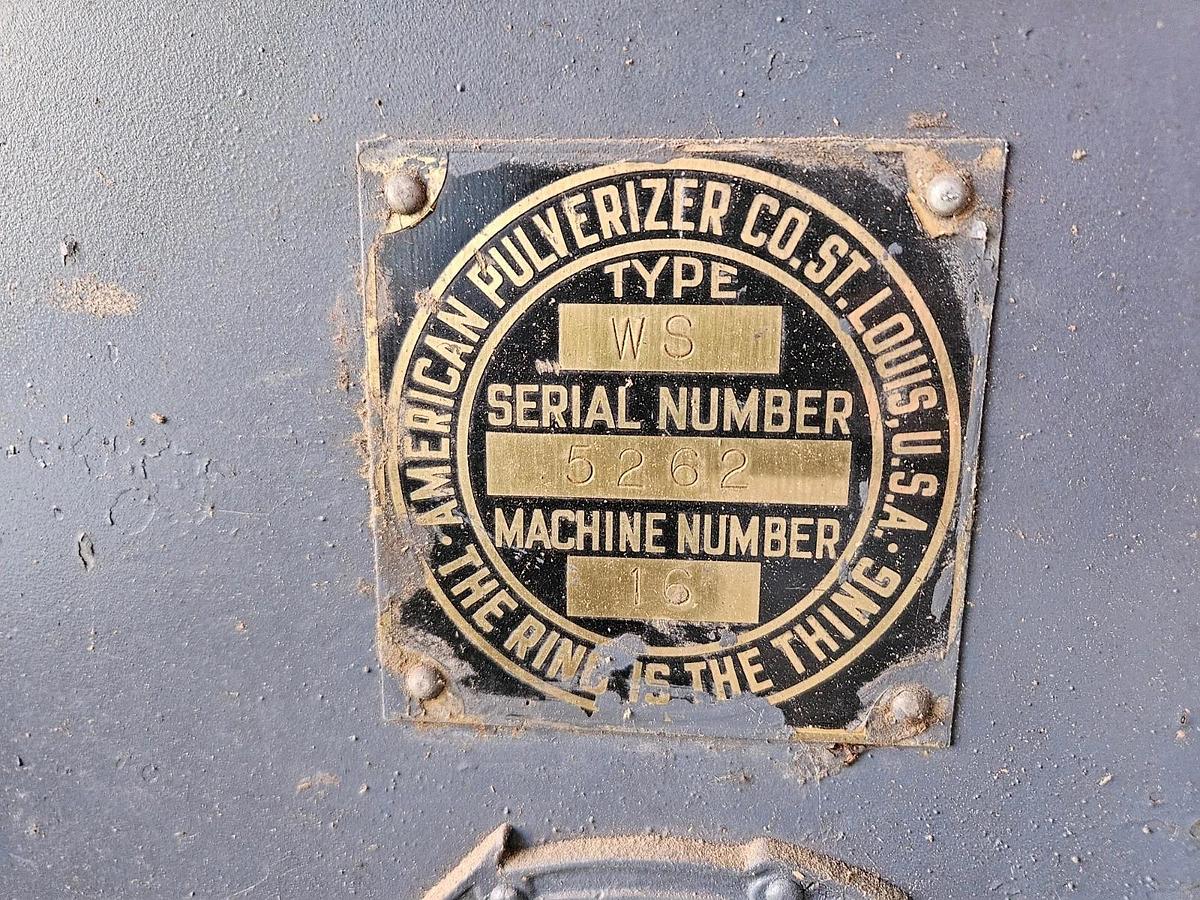 AMERICAN PULVERIZER CO. ST. LOUIS, U.S.A.
TYPE
WS
SERIAL NUMBER
5262
MACHINE NUMBER
16
· THE RING IS THE THING ·